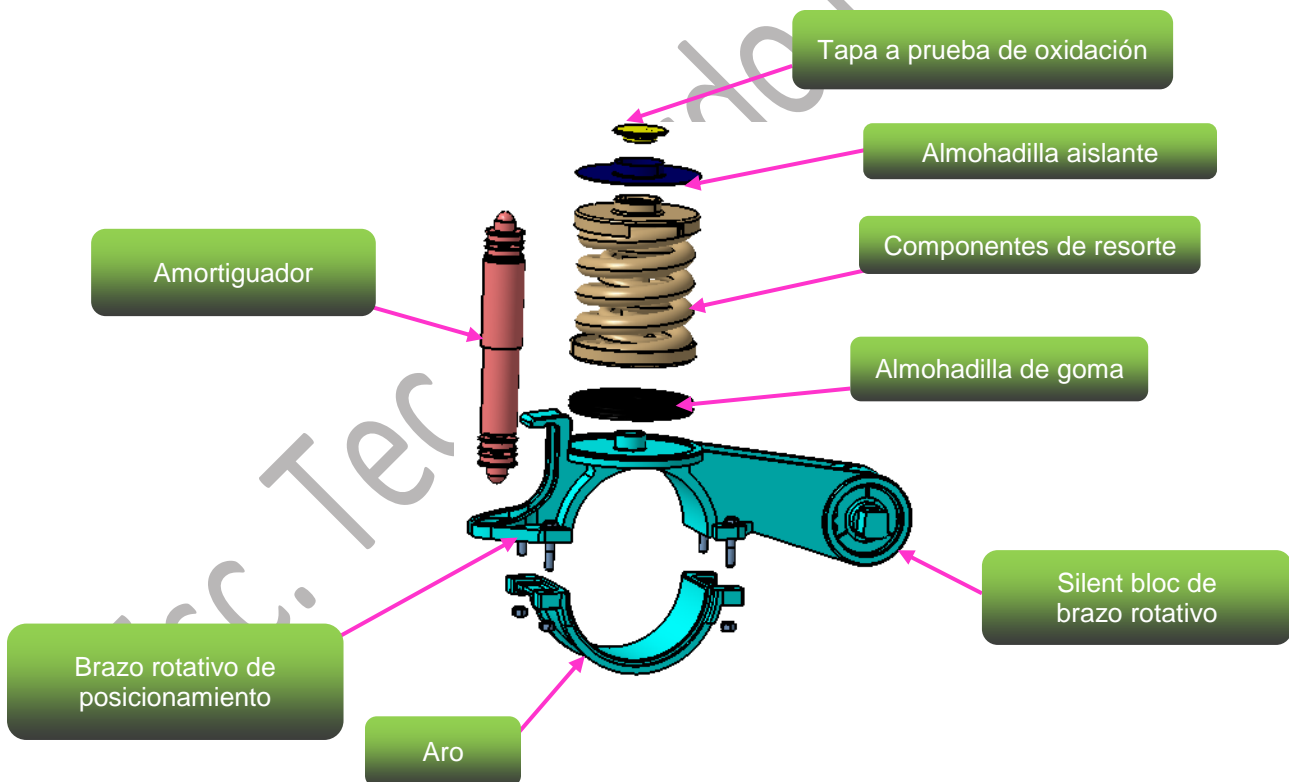 Tapa a prueba de oxidación
Almohadilla aislante
Componentes de resorte
Amortiguador
Almohadilla de goma
Silent bloc de
brazo rotativo
Brazo rotativo de
posicionamiento
Aro